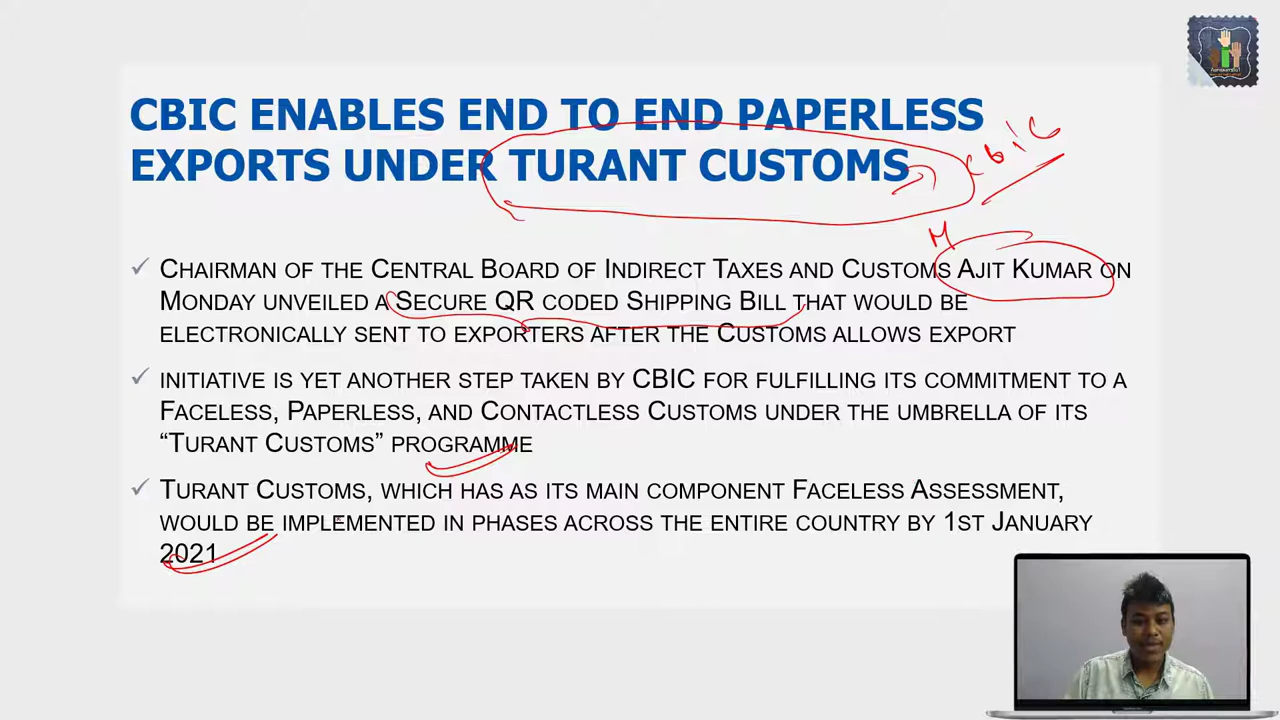 CBIC ENABLES END TO END PAPERLESS
EXPORTS UNDER TURANT CUSTOMS
CBIC
M
CHAIRMAN OF THE CENTRAL BOARD OF INDIRECT TAXES AND CUSTOMS AJIT KUMAR ON
MONDAY UNVEILED A SECURE QR CODED SHIPPING BILL THAT WOULD BE
ELECTRONICALLY SENT TO EXPORTERS AFTER THE CUSTOMS ALLOWS EXPORT
INITIATIVE IS YET ANOTHER STEP TAKEN BY CBIC FOR FULFILLING ITS COMMITMENT TO A
FACELESS, PAPERLESS, AND CONTACTLESS CUSTOMS UNDER THE UMBRELLA OF ITS
“TURANT CUSTOMS” PROGRAMME
TURANT CUSTOMS, WHICH HAS AS ITS MAIN COMPONENT FACELESS ASSESSMENT,
WOULD BE IMPLEMENTED IN PHASES ACROSS THE ENTIRE COUNTRY BY 1ST JANUARY
2021